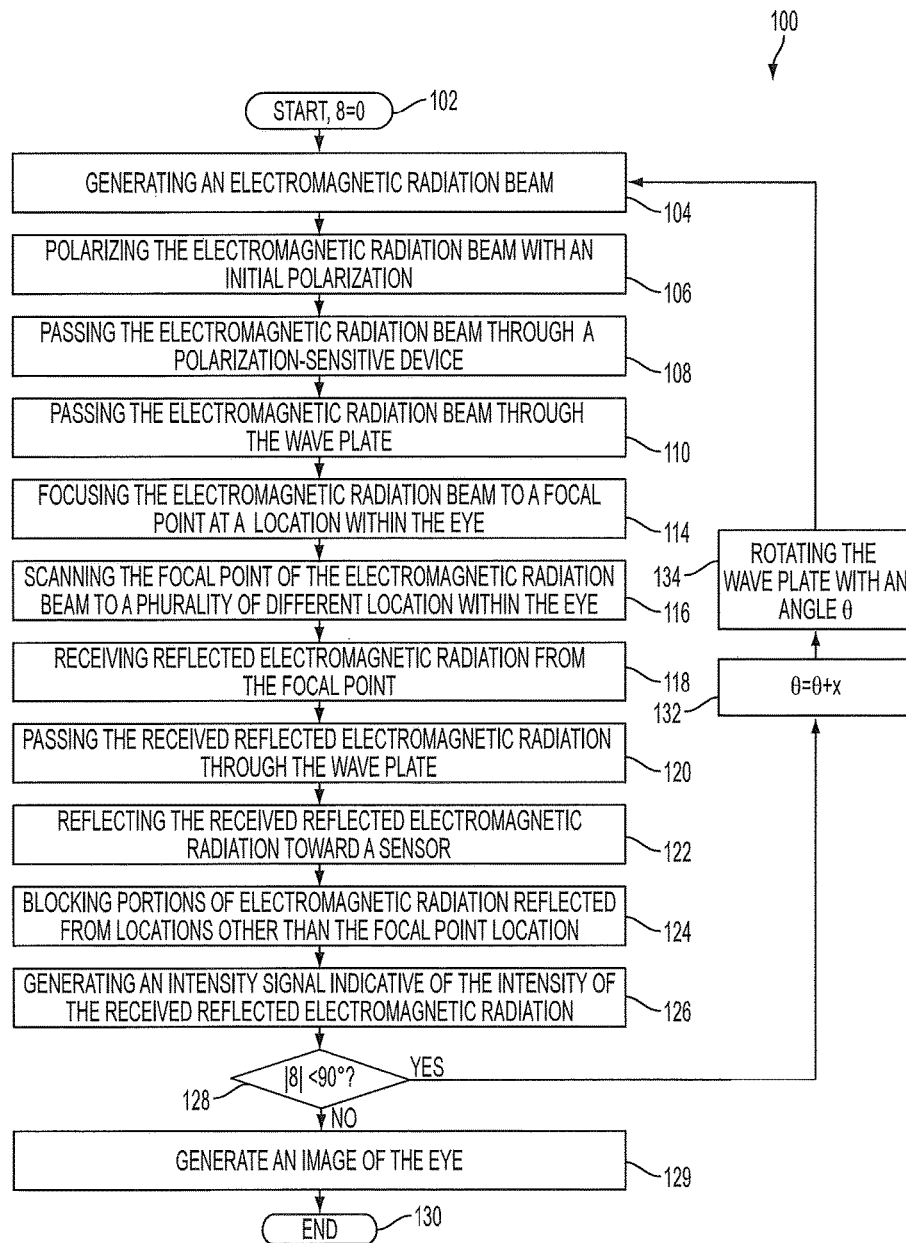 100
START, 8=0
102
GENERATING AN ELECTROMAGNETIC RADIATION BEAM
104
POLARIZING THE ELECTROMAGNETIC RADIATION BEAM WITH AN
INITIAL POLARIZATION
106
PASSING THE ELECTROMAGNETIC RADIATION BEAM THROUGH A
POLARIZATION-SENSITIVE DEVICE
108
PASSING THE ELECTROMAGNETIC RADIATION BEAM THROUGH
THE WAVE PLATE
110
FOCUSING THE ELECTROMAGNETIC RADIATION BEAM TO A FOCAL
POINT AT A LOCATION WITHIN THE EYE
114
SCANNING THE FOCAL POINT OF THE ELECTROMAGNETIC RADIATION
BEAM TO A PHURALITY OF DIFFERENT LOCATION WITHIN THE EYE
116
RECEIVING REFLECTED ELECTROMAGNETIC RADIATION FROM
THE FOCAL POINT
118
PASSING THE RECEIVED REFLECTED ELECTROMAGNETIC RADIATION
THROUGH THE WAVE PLATE
120
REFLECTING THE RECEIVED REFLECTED ELECTROMAGNETIC
RADIATION TOWARD A SENSOR
122
BLOCKING PORTIONS OF ELECTROMAGNETIC RADIATION REFLECTED
FROM LOCATIONS OTHER THAN THE FOCAL POINT LOCATION
124
GENERATING AN INTENSITY SIGNAL INDICATIVE OF THE INTENSITY OF
THE RECEIVED REFLECTED ELECTROMAGNETIC RADIATION
126
|8| <90°?
128
YES
NO
GENERATE AN IMAGE OF THE EYE
129
END
130
θ=θ+x
132
ROTATING THE
WAVE PLATE WITH AN
ANGLE θ
134